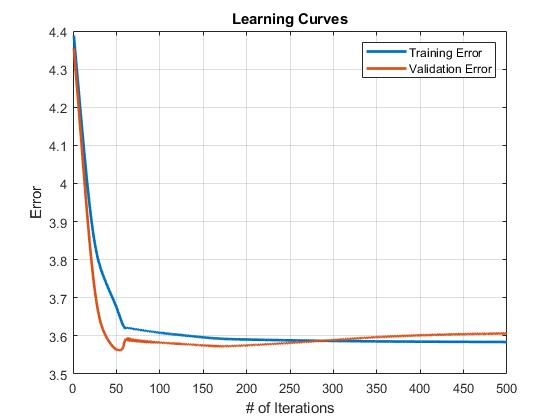 Learning Curves
Training Error
Validation Error
4.4
4.3
4.2
4.1
4
3.9
3.8
3.7
3.6
3.5
Error
0 50 100 150 200 250 300 350 400 450 500
# of Iterations